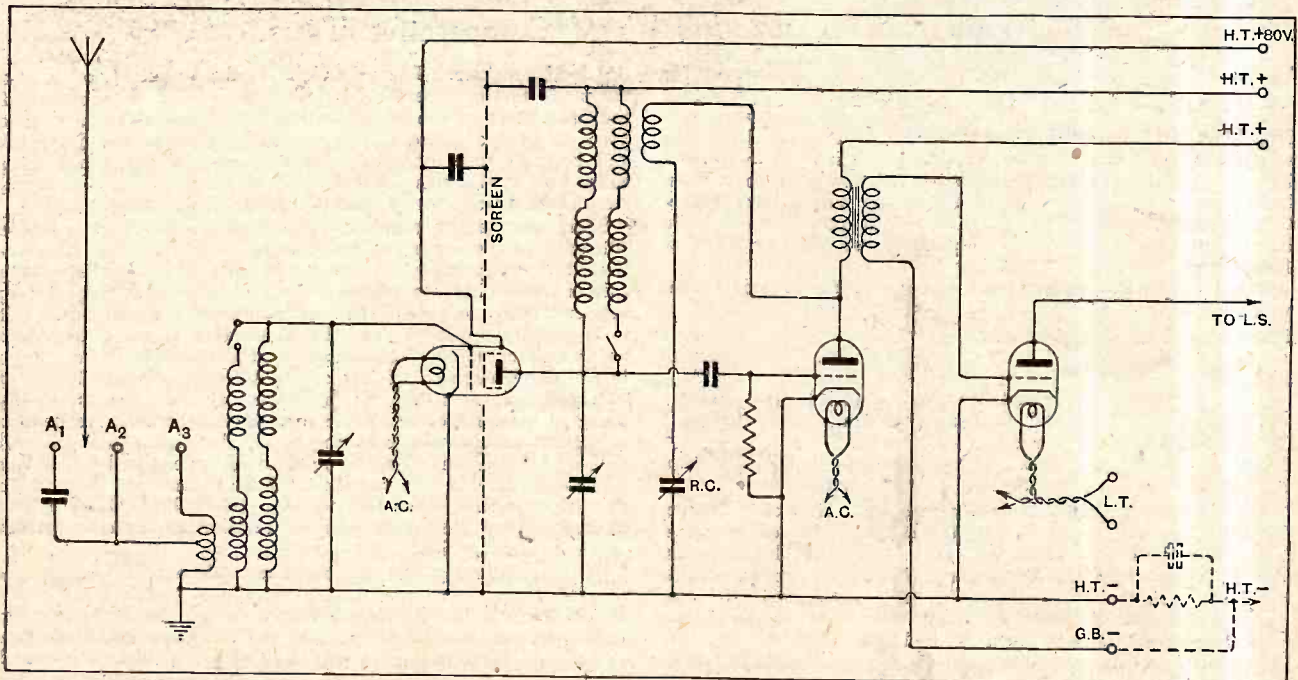 H.T.+80V.
H.T.+
H.T.+
SCREEN
TO L.S.
A1 A2 A3
A.C.
R.C.
A.C.
L.T.
H.T.- H.T.-
G.B.-